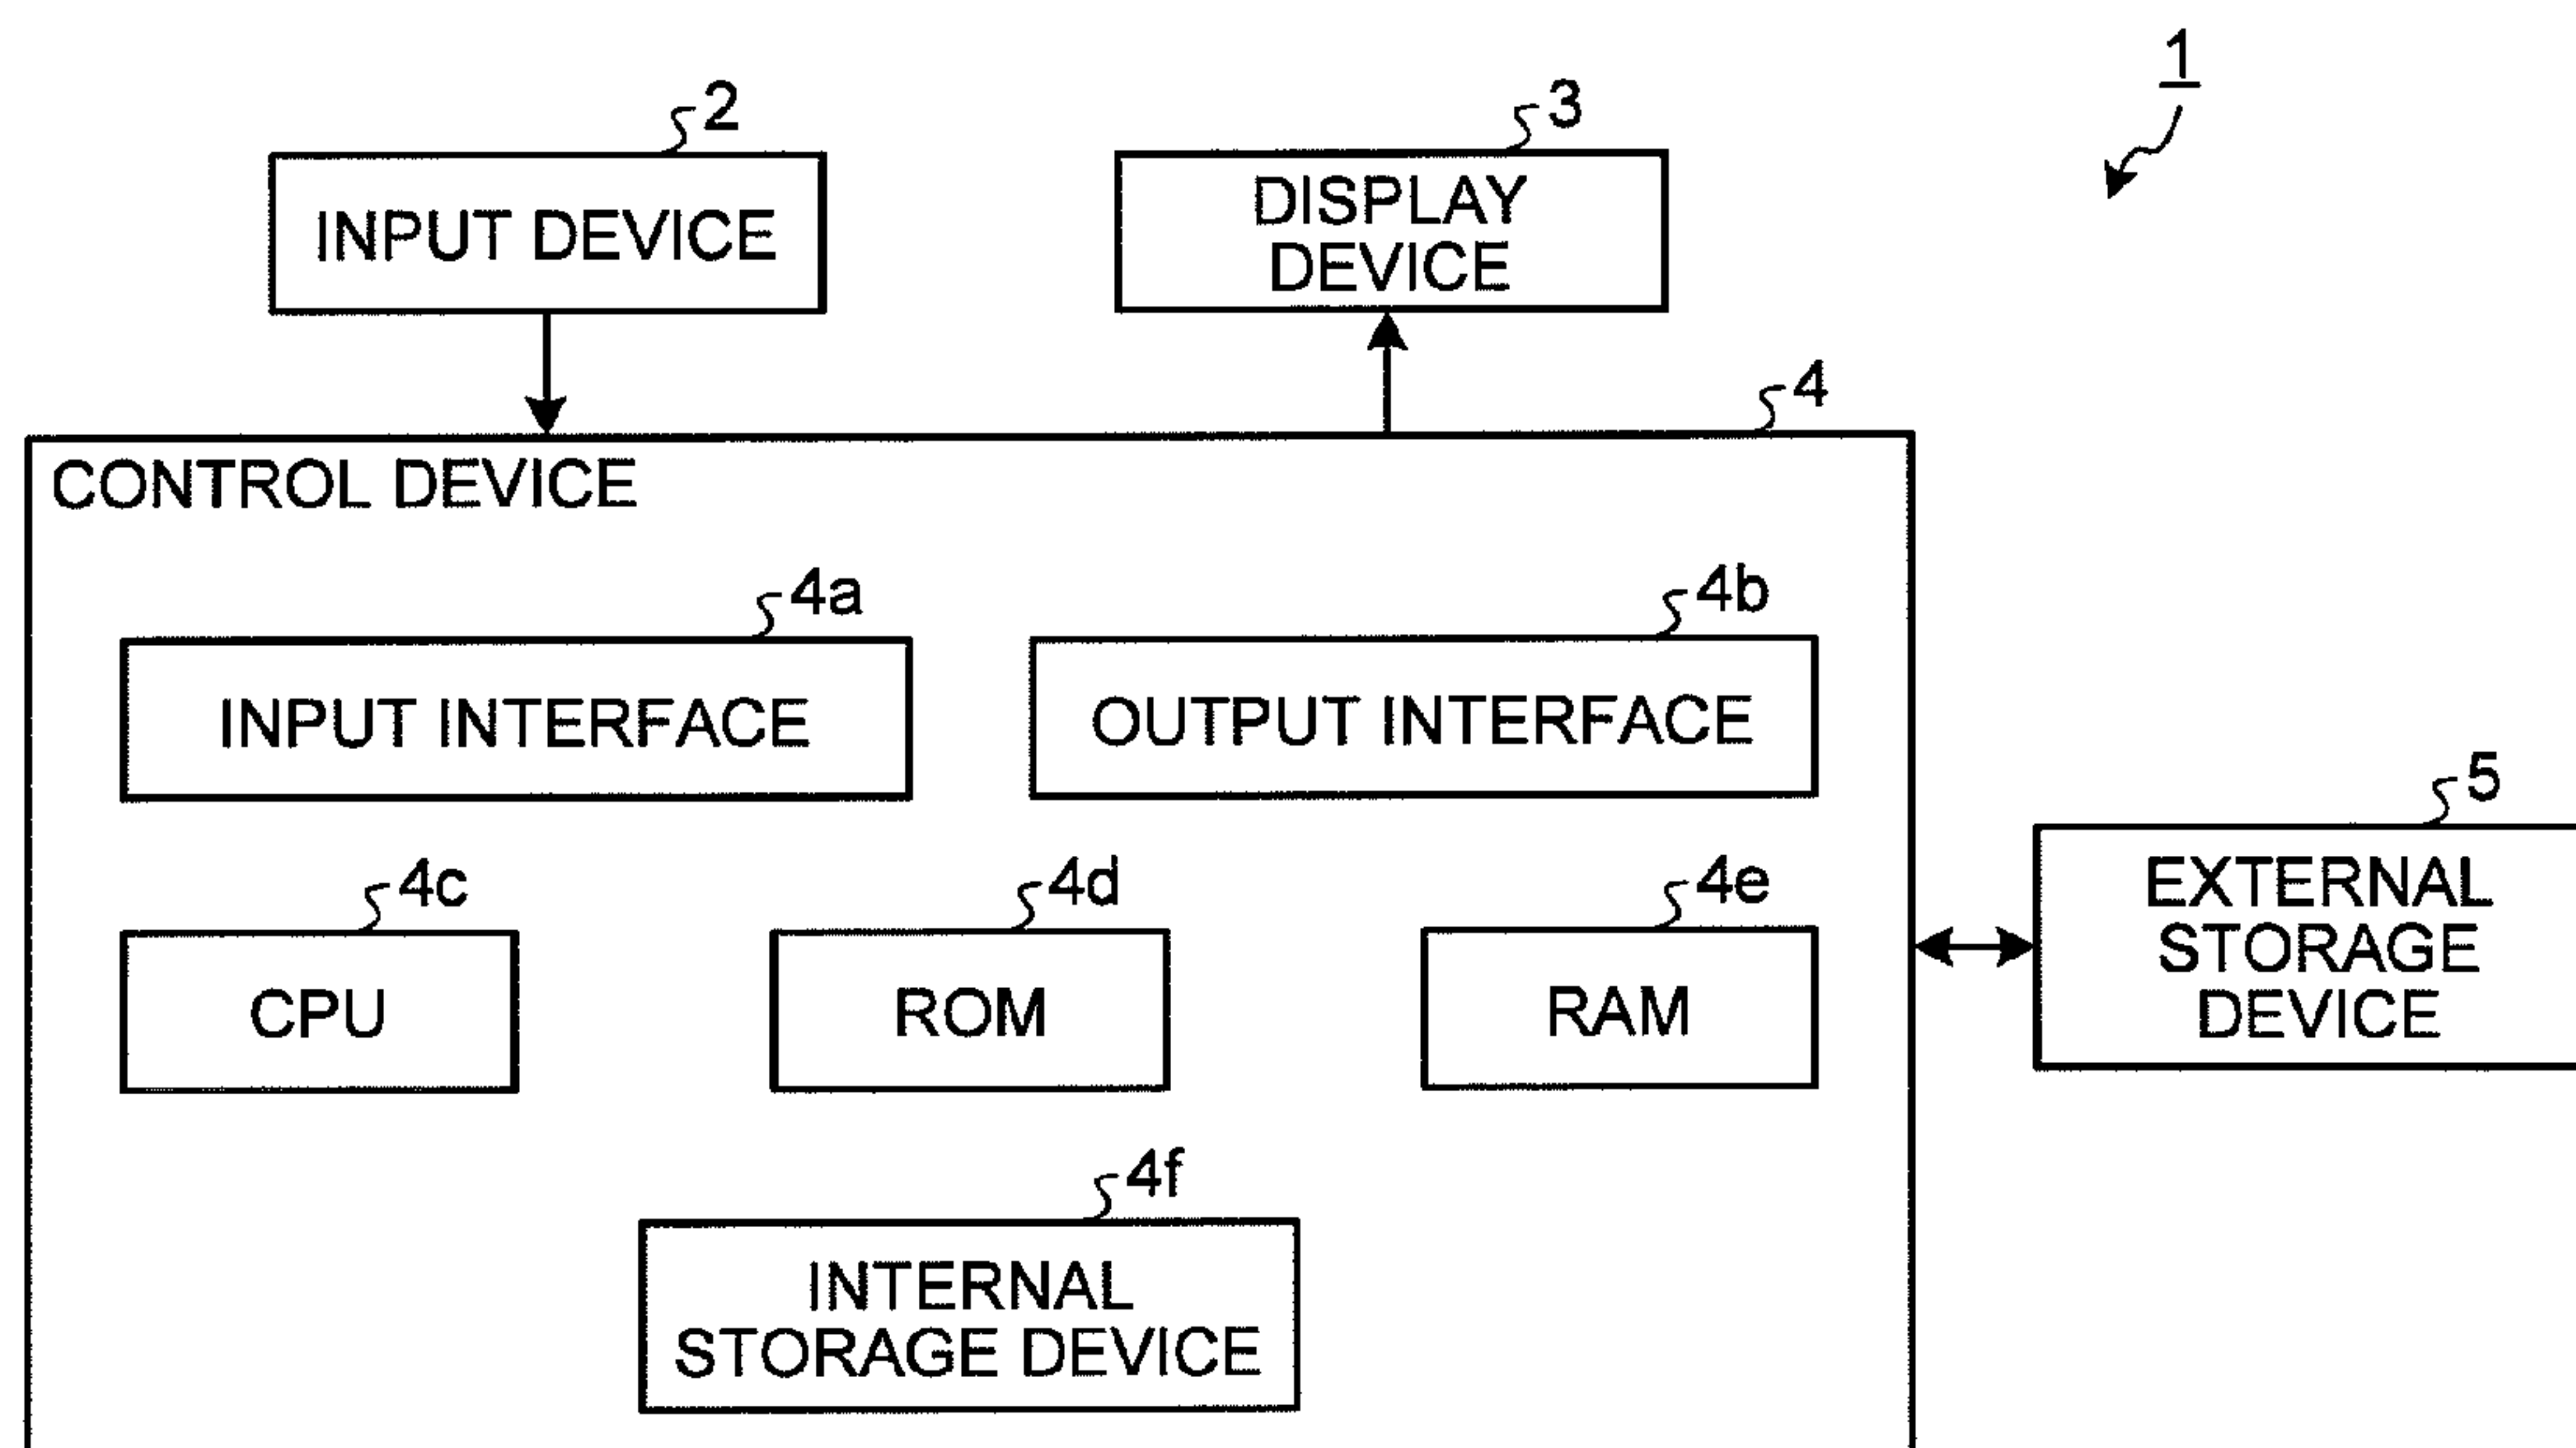 1
2
3
INPUT DEVICE
DISPLAY
DEVICE
4
CONTROL DEVICE
4a
4b
INPUT INTERFACE
OUTPUT INTERFACE
5
4c
4d
4e
EXTERNAL
STORAGE
DEVICE
CPU
ROM
RAM
4f
INTERNAL
STORAGE DEVICE